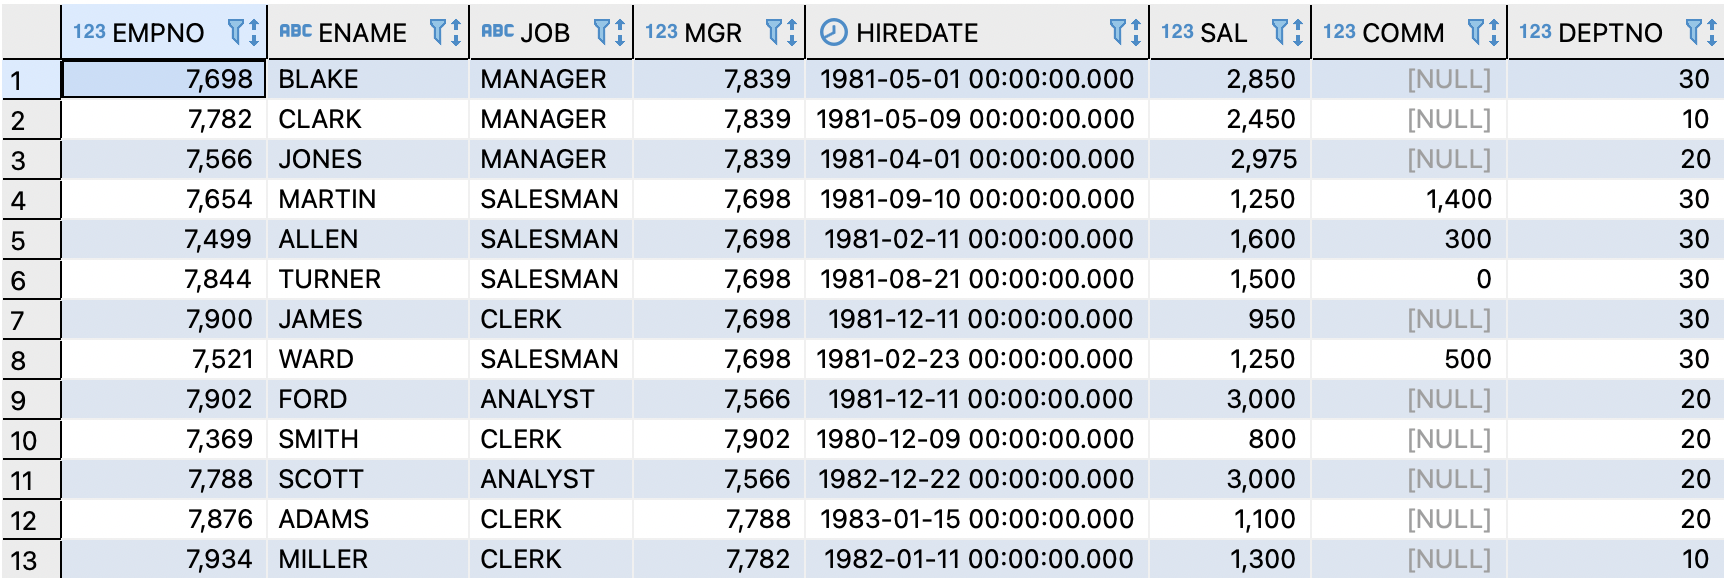 123 EMPNO ABC ENAME ABC JOB 123 MGR HIREDATE 123 SAL 123 COMM 123 DEPTNO
1 7,698 BLAKE MANAGER 7,839 1981-05-01 00:00:00.000 2,850 [NULL] 30
2 7,782 CLARK MANAGER 7,839 1981-05-09 00:00:00.000 2,450 [NULL] 10
3 7,566 JONES MANAGER 7,839 1981-04-01 00:00:00.000 2,975 [NULL] 20
4 7,654 MARTIN SALESMAN 7,698 1981-09-10 00:00:00.000 1,250 1,400 30
5 7,499 ALLEN SALESMAN 7,698 1981-02-11 00:00:00.000 1,600 300 30
6 7,844 TURNER SALESMAN 7,698 1981-08-21 00:00:00.000 1,500 0 30
7 7,900 JAMES CLERK 7,698 1981-12-11 00:00:00.000 950 [NULL] 30
8 7,521 WARD SALESMAN 7,698 1981-02-23 00:00:00.000 1,250 500 30
9 7,902 FORD ANALYST 7,566 1981-12-11 00:00:00.000 3,000 [NULL] 20
10 7,369 SMITH CLERK 7,902 1980-12-09 00:00:00.000 800 [NULL] 20
11 7,788 SCOTT ANALYST 7,566 1982-12-22 00:00:00.000 3,000 [NULL] 20
12 7,876 ADAMS CLERK 7,788 1983-01-15 00:00:00.000 1,100 [NULL] 20
13 7,934 MILLER CLERK 7,782 1982-01-11 00:00:00.000 1,300 [NULL] 10